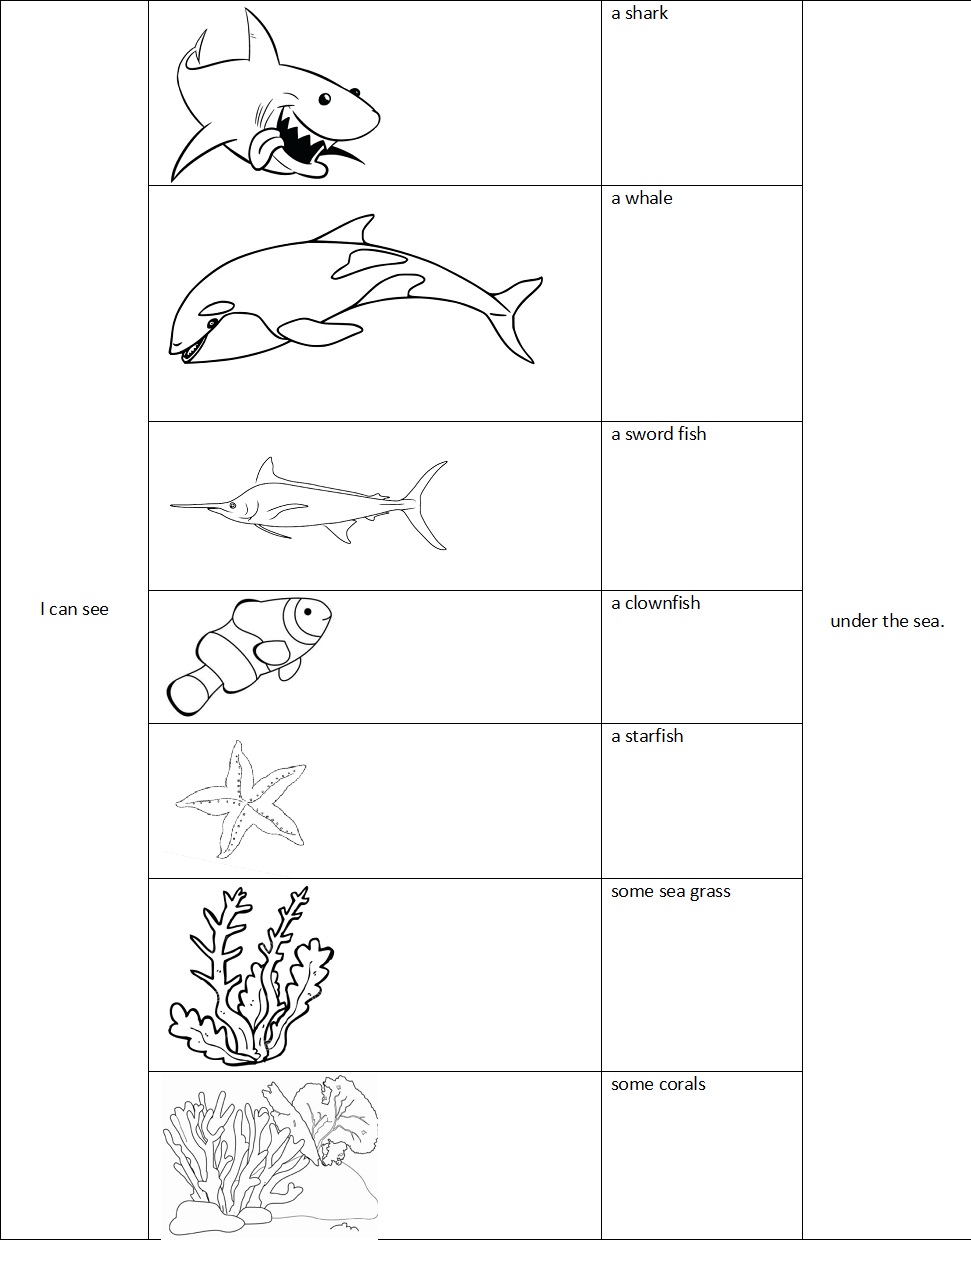 a shark
a whale
a sword fish
I can see
a clownfish
under the sea.
a starfish
some sea grass
some corals